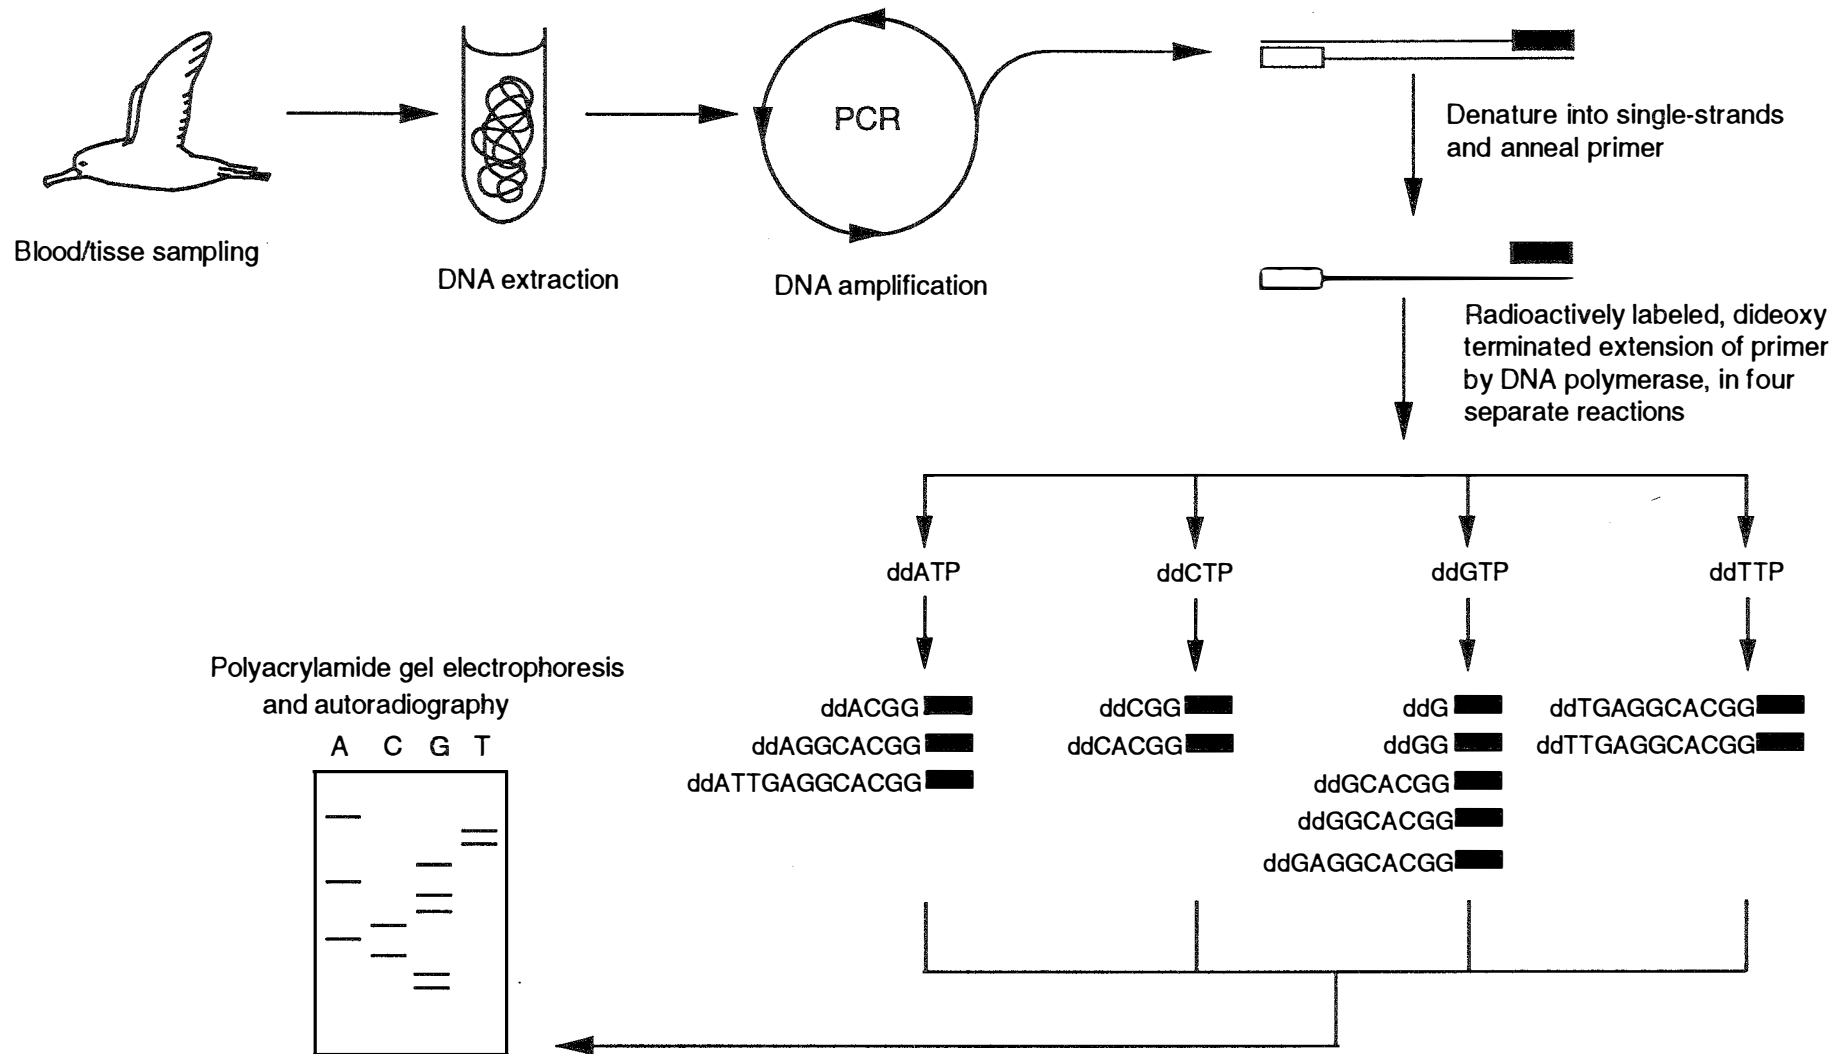 PCR
Denature into single-strands
and anneal primer
Blood/tisse sampling
DNA extraction
DNA amplification
Radioactively labeled, dideoxy
terminated extension of primer
by DNA polymerase, in four
separate reactions
ddATP ddCTP ddGTP ddTTP
Polyacrylamide gel electrophoresis
and autoradiography
A C G T
ddACGG ddCGG ddG ddTGAGGCACGG
ddAGGCACGG ddCACGG ddGG ddTTGAGGCACGG
ddATTGAGGCACGG ddGCACGG
ddGGCACGG
ddGAGGCACGG